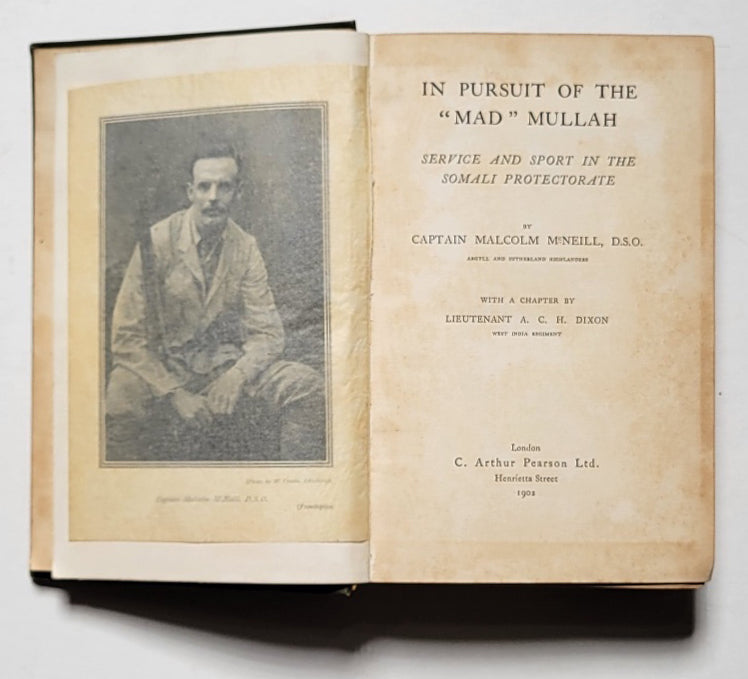 Captain Malcolm McNeill, D.S.O.
(Frontispiece
IN PURSUIT OF THE
“MAD” MULLAH
SERVICE AND SPORT IN THE
SOMALI PROTECTORATE
BY
CAPTAIN MALCOLM McNEILL, D.S.O.
ARGYLL AND SUTHERLAND HIGHLANDERS
WITH A CHAPTER BY
LIEUTENANT A. C. H. DIXON
WEST INDIA REGIMENT
London
C. Arthur Pearson Ltd.
Henrietta Street
1902